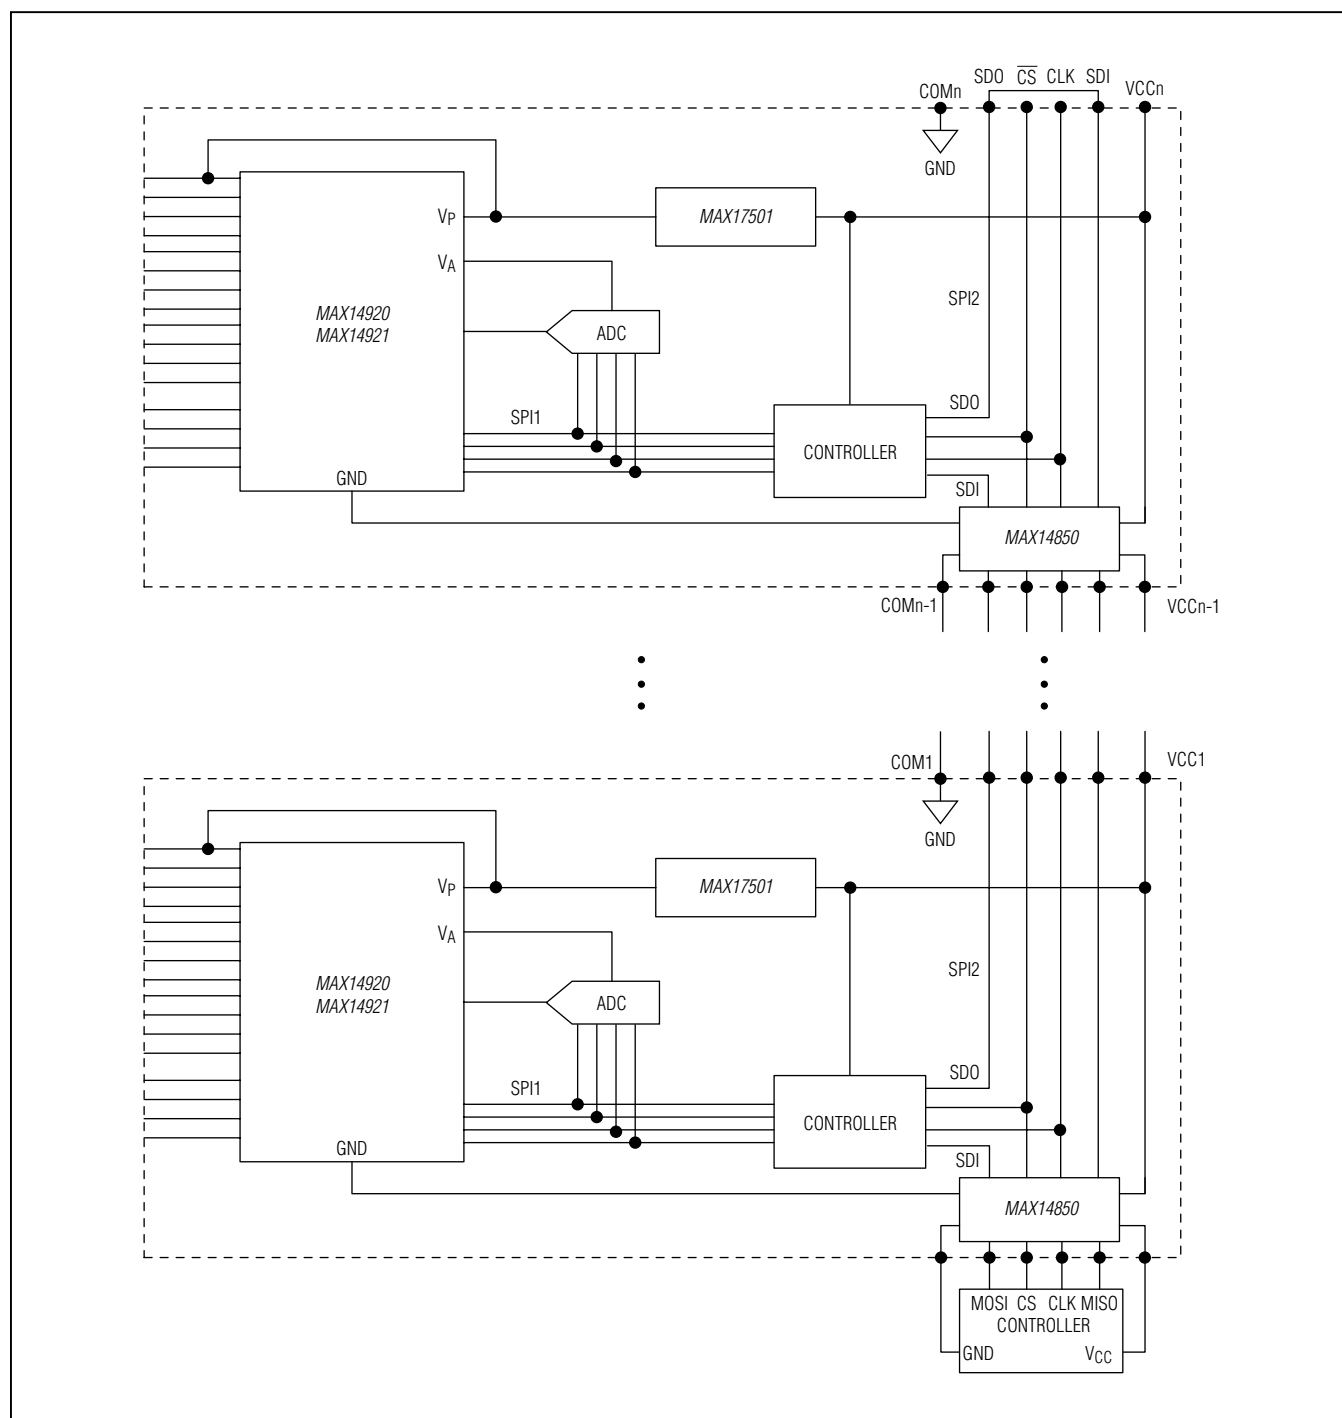 SDO CS CLK SDI
COMn VCCn
GND
VP MAX17501
VA
SPI2
MAX14920
MAX14921
ADC
SDO
SPI1
CONTROLLER
GND SDI
MAX14850
COMn-1 VCCn-1
COM1 VCC1
GND
VP MAX17501
VA
SPI2
MAX14920
MAX14921
ADC
SDO
SPI1
CONTROLLER
GND SDI
MAX14850
MOSI CS CLK MISO
CONTROLLER
GND VCC